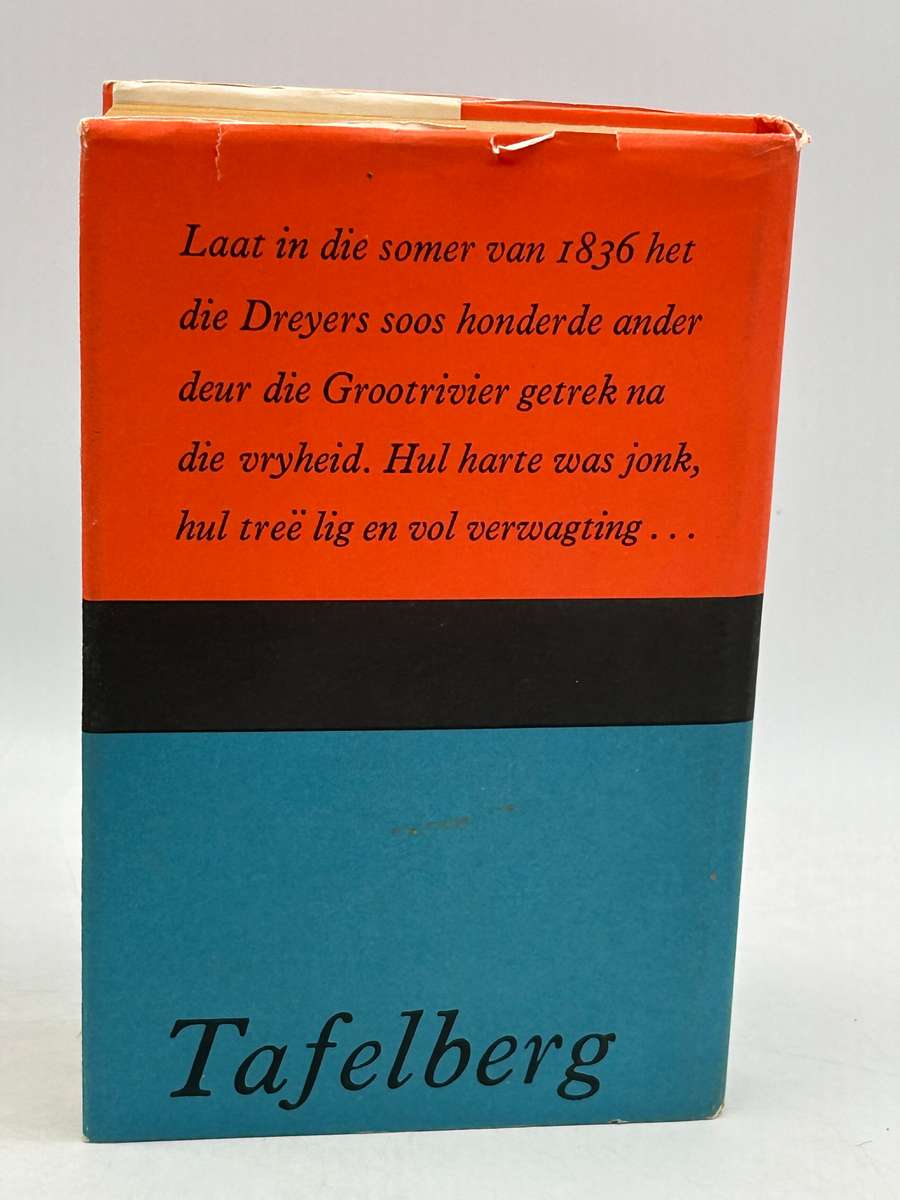 Laat in die somer van 1836 het
die Dreyers soos honderde ander
deur die Grootrivier getrek na
die vryheid. Hul harte was jonk,
hul treë lig en vol verwagting . . .
Tafelberg